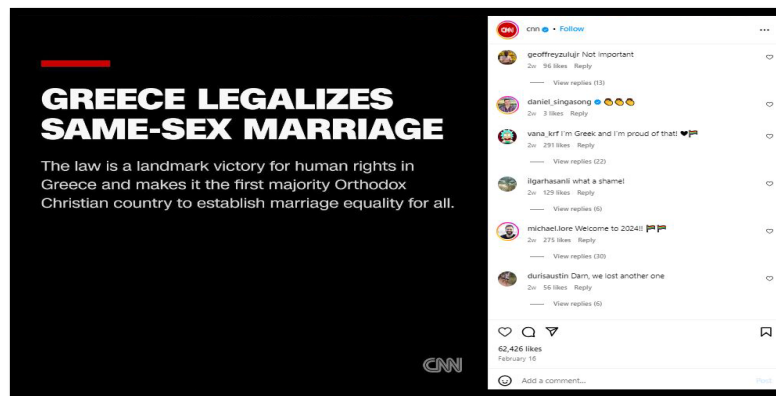 GREECE LEGALIZES
SAME-SEX MARRIAGE
The law is a landmark victory for human rights in
Greece and makes it the first majority Orthodox
Christian country to establish marriage equality for all.
CNN
CNN
cnn • Follow
geoffreyzulujr Not important
2w 96 likes Reply
View replies (13)
daniel_singasong 👏👏👏
2w 3 likes Reply
vana_krf I'm Greek and I'm proud of that!
2w 291 likes Reply
View replies (22)
ilgarhasanli what a shame!
2w 129 likes Reply
View replies (6)
michael.lore Welcome to 2024!!
2w 275 likes Reply
View replies (30)
durisaustin Darn, we lost another one
2w 56 likes Reply
View replies (6)
62,426 likes
February 16
Add a comment...
Post